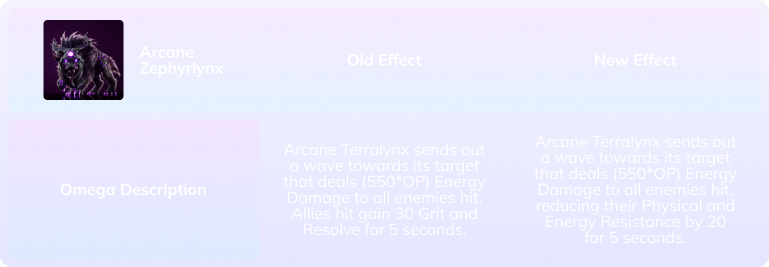 Arcane
Zephyrlynx
Old Effect
New Effect
Omega Description
Arcane Terralynx sends out
a wave towards its target
that deals (550*OP) Energy
Damage to all enemies hit.
Allies hit gain 30 Grit and
Resolve for 5 seconds.
Arcane Terralynx sends out
a wave towards its target
that deals (550*OP) Energy
Damage to all enemies hit,
reducing their Physical and
Energy Resistance by 20
for 5 seconds.